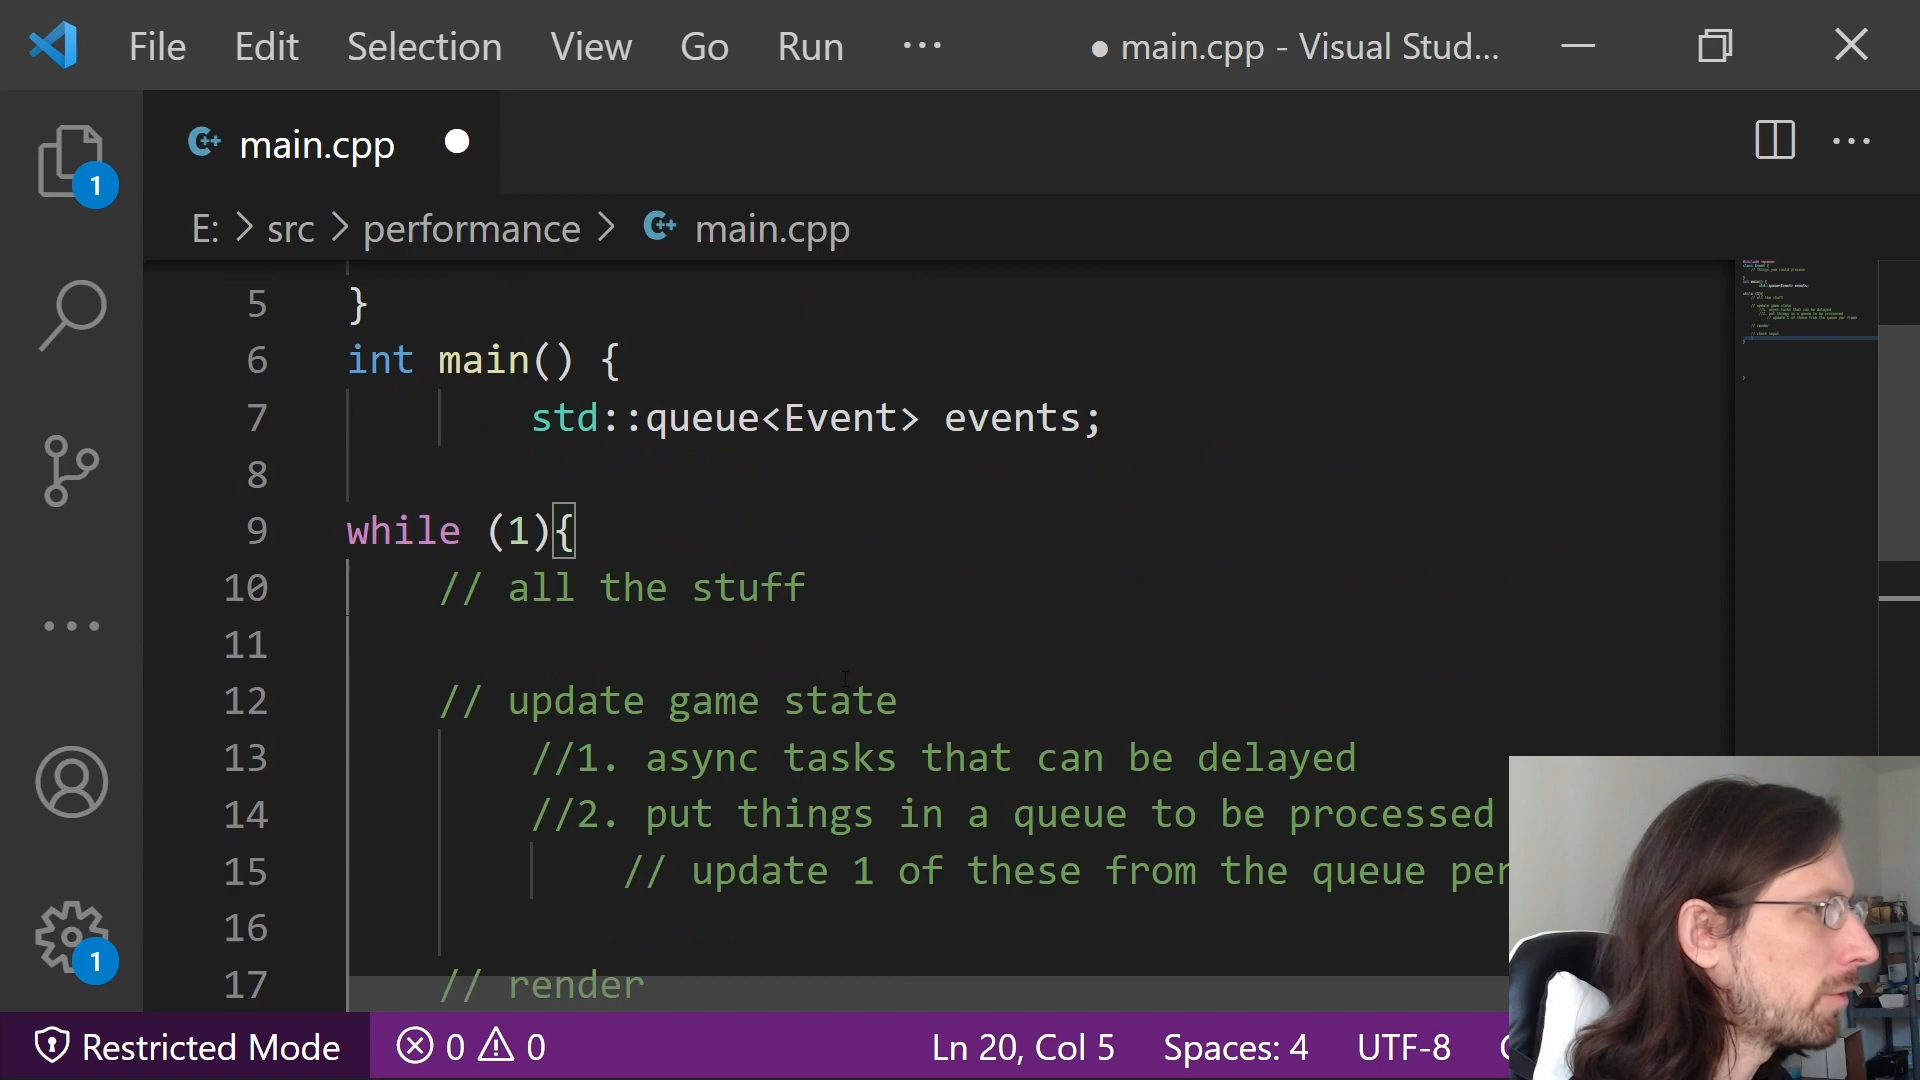 File Edit Selection View Go Run ··· ● main.cpp - Visual Stud...
main.cpp
E: > src > performance > main.cpp
5 }
6 int main() {
7 std::queue<Event> events;
8
9 while (1){
10 // all the stuff
11
12 // update game state
13 //1. async tasks that can be delayed
14 //2. put things in a queue to be processed
15 // update 1 of these from the queue per
16
17 // render
1
1
Restricted Mode 0 0 Ln 20, Col 5 Spaces: 4 UTF-8